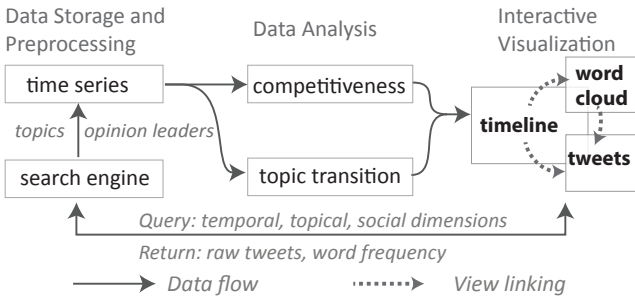 Data Storage and
Preprocessing
Data Analysis
Interactive
Visualization
time series
competitiveness
word
cloud
topics
opinion leaders
timeline
tweets
search engine
topic transition
Query: temporal, topical, social dimensions
Return: raw tweets, word frequency
Data flow
View linking